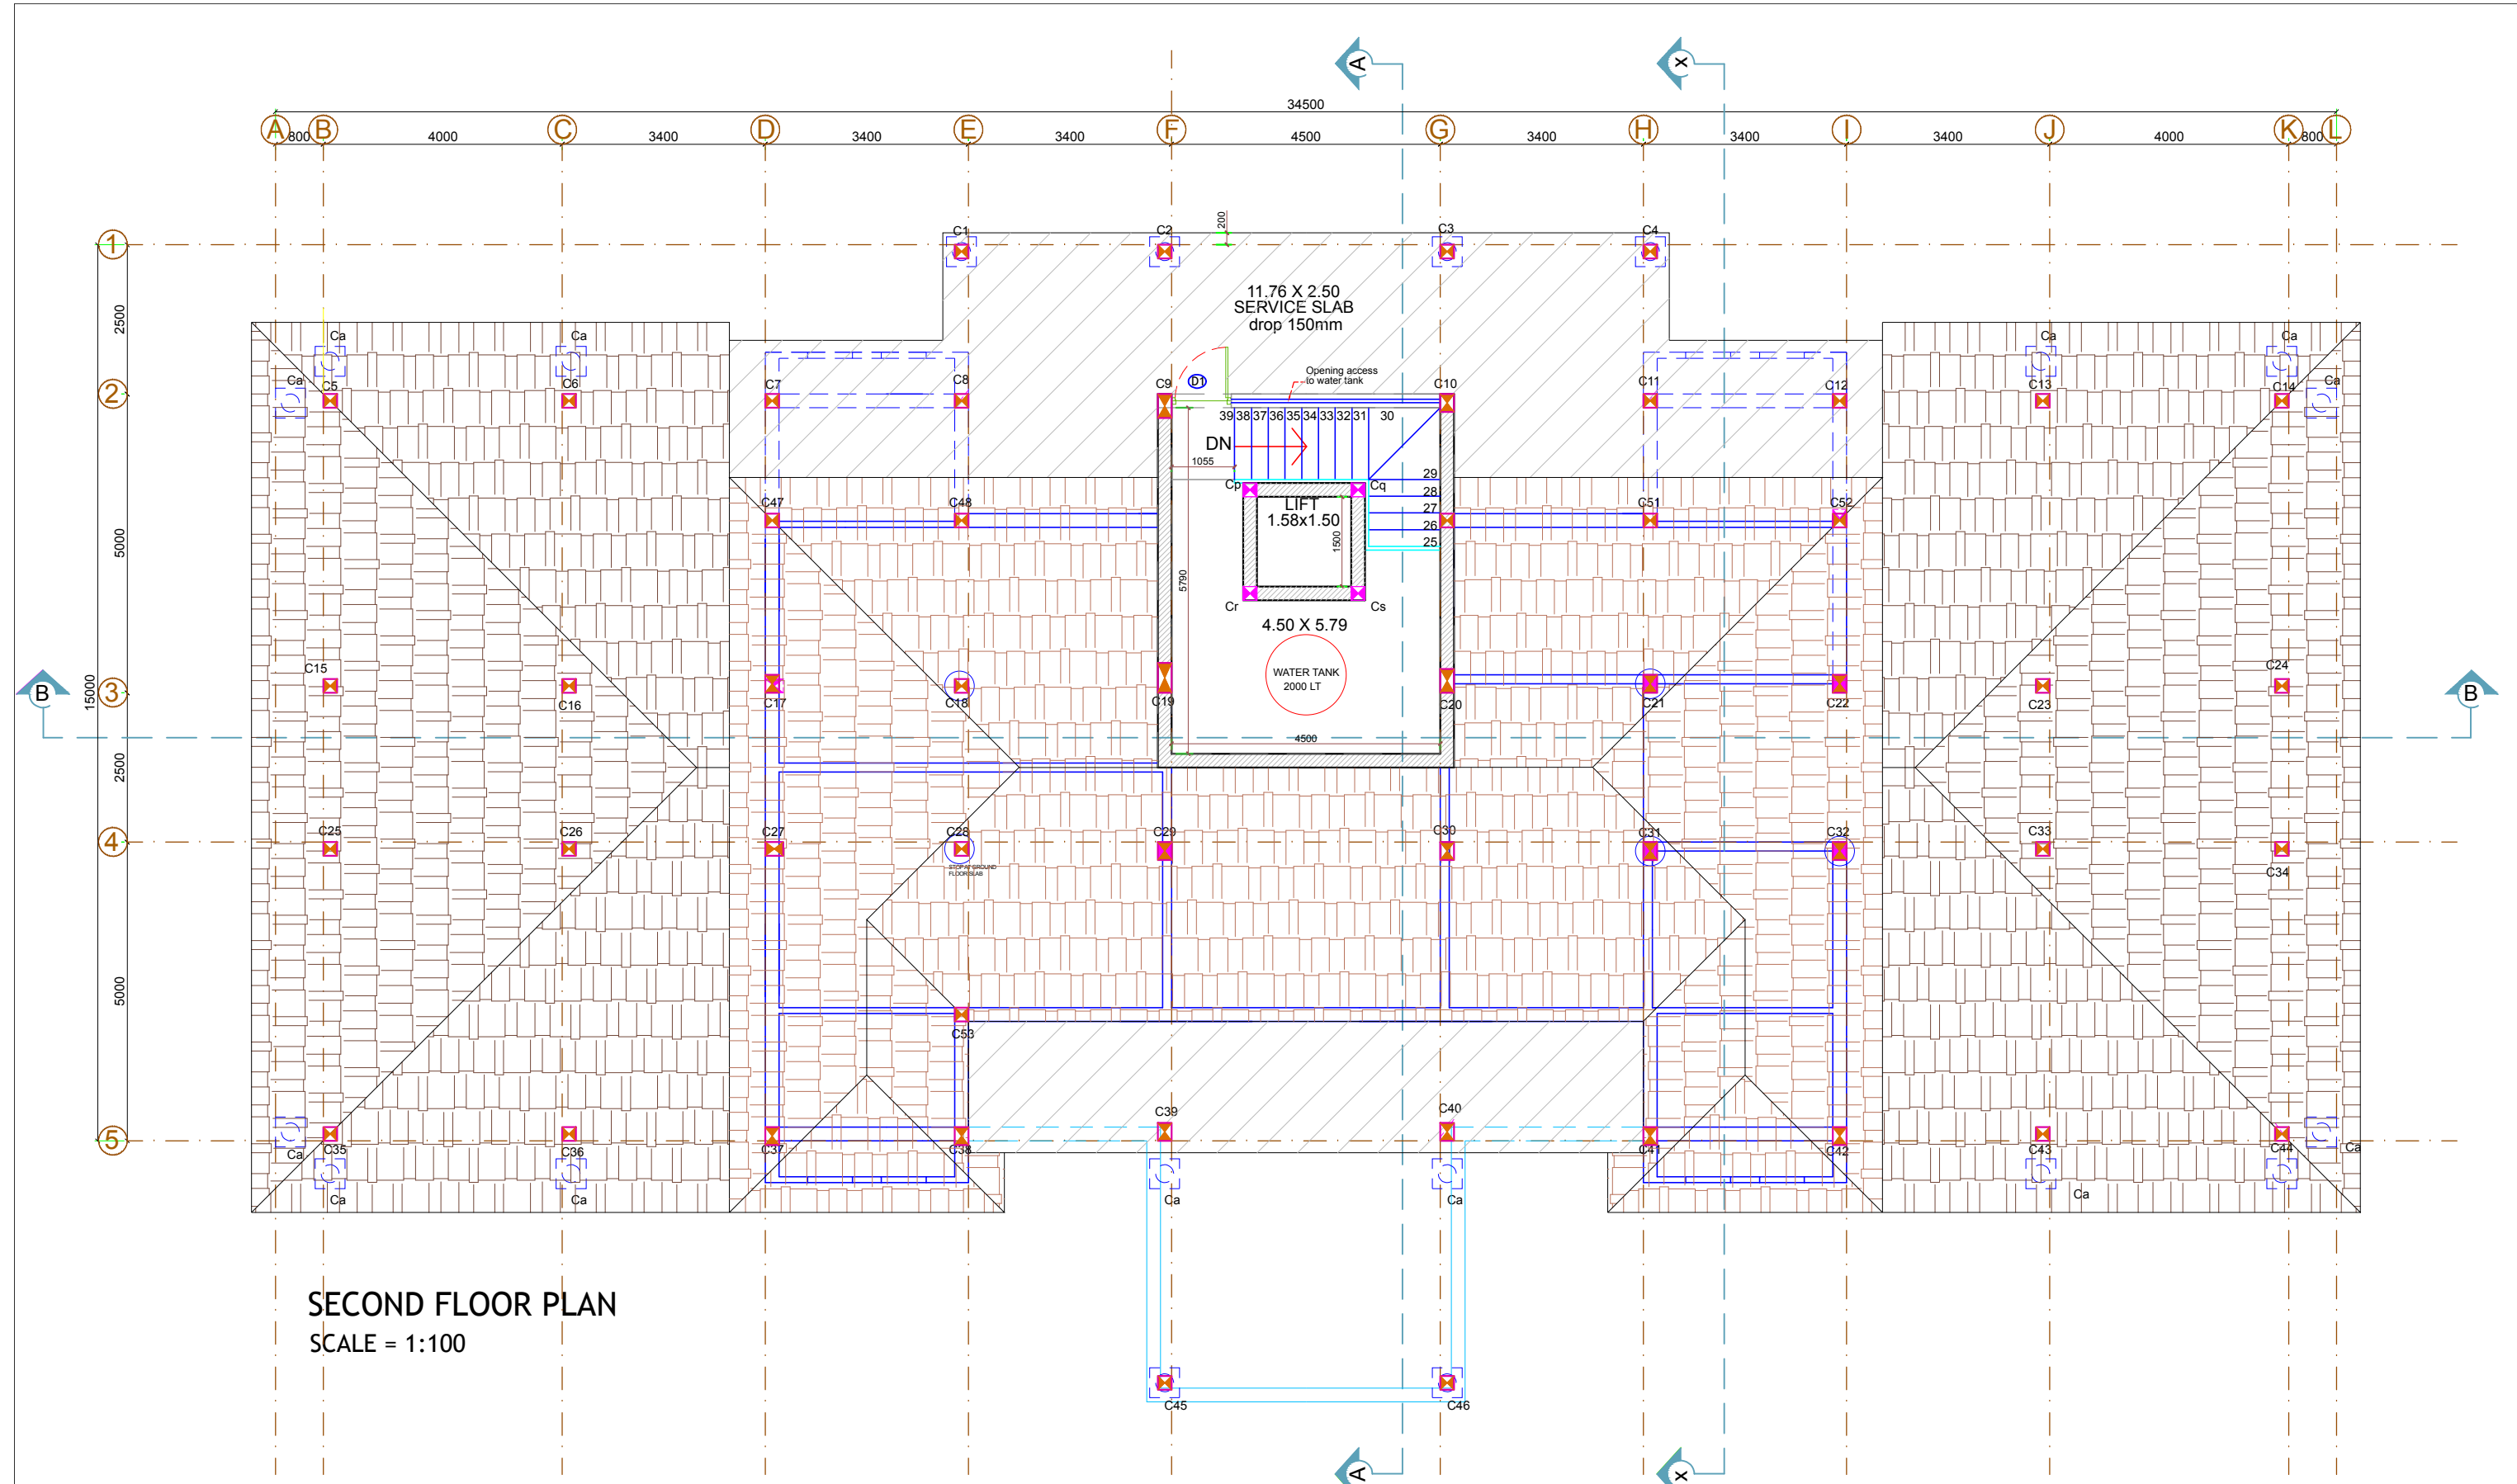 A
X
34500
A
B
C
D
E
F
G
H
I
J
K
L
800
4000
3400
3400
3400
4500
3400
3400
3400
4000
800
1
200
C1
C2
C3
C4
2500
11.76 X 2.50
SERVICE SLAB
drop 150mm
Ca
Ca
Ca
Ca
Ca
Ca
2
C5
C6
C7
C8
C9
D1
Opening access
to water tank
C10
C11
C12
C13
C14
39 38 37 36 35 34 33 32 31 30
DN
1055
29
28
27
26
25
Cp
Cq
LIFT
1.58x1.50
1500
C47
C48
C51
C52
5000
5790
Cr
Cs
4.50 X 5.79
WATER TANK
2000 LT
B
15000
3
C15
C16
C17
C18
C19
C20
C21
C22
C23
C24
B
4500
2500
4
C25
C26
C27
C28
STOP AT GROUND
FLOOR SLAB
C29
C30
C31
C32
C33
C34
5000
C53
5
Ca
C35
C36
C37
C38
C39
C40
C41
C42
C43
C44
Ca
Ca
Ca
Ca
Ca
Ca
SECOND FLOOR PLAN
SCALE = 1:100
C45
C46
A
X